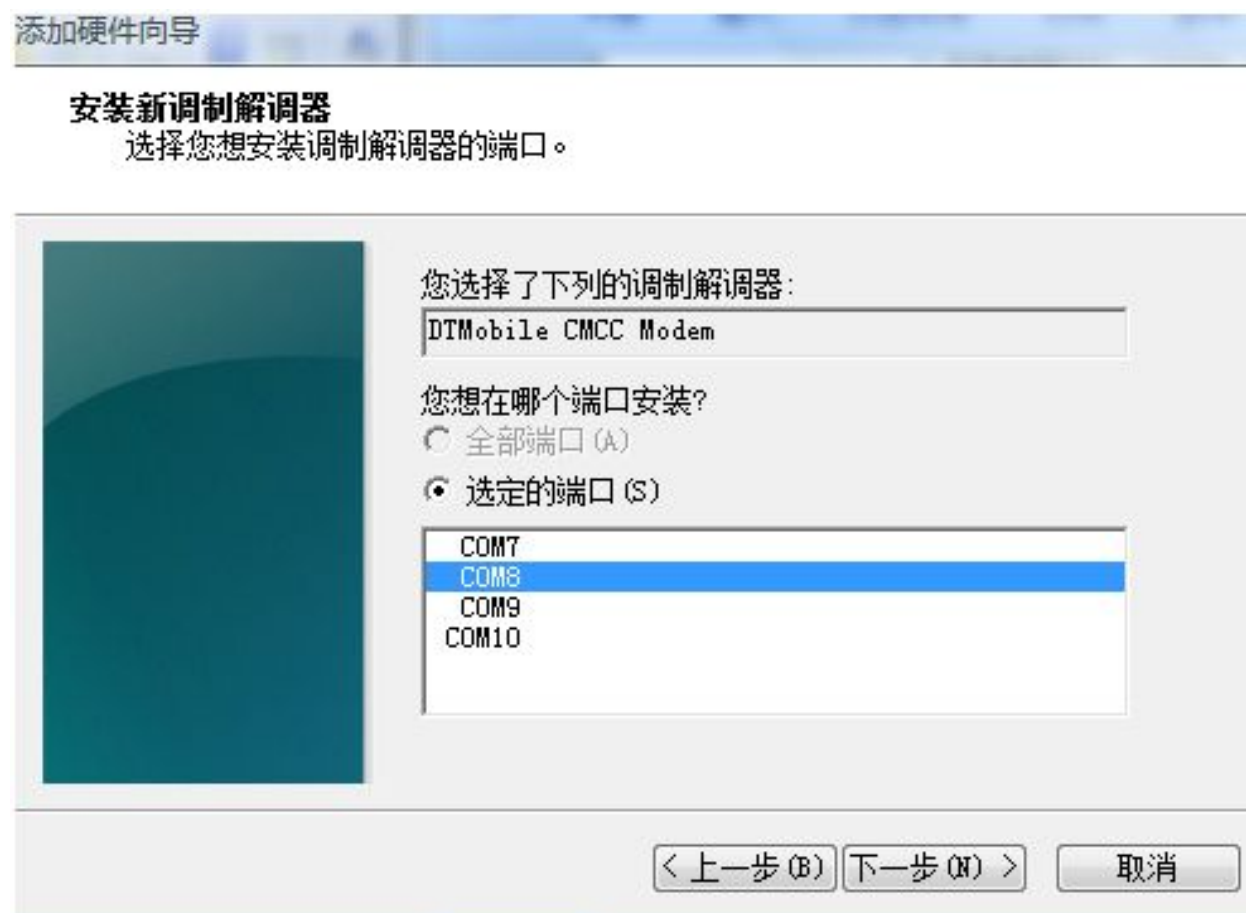 添加硬件向导
安装新调制解调器
选择您想安装调制解调器的端口。
您选择了下列的调制解调器:
DTMobile CMCC Modem
您想在哪个端口安装?
全部端口(A)
选定的端口(S)
COM7
COM8
COM9
COM10
< 上一步(B) 下一步(N) > 取消